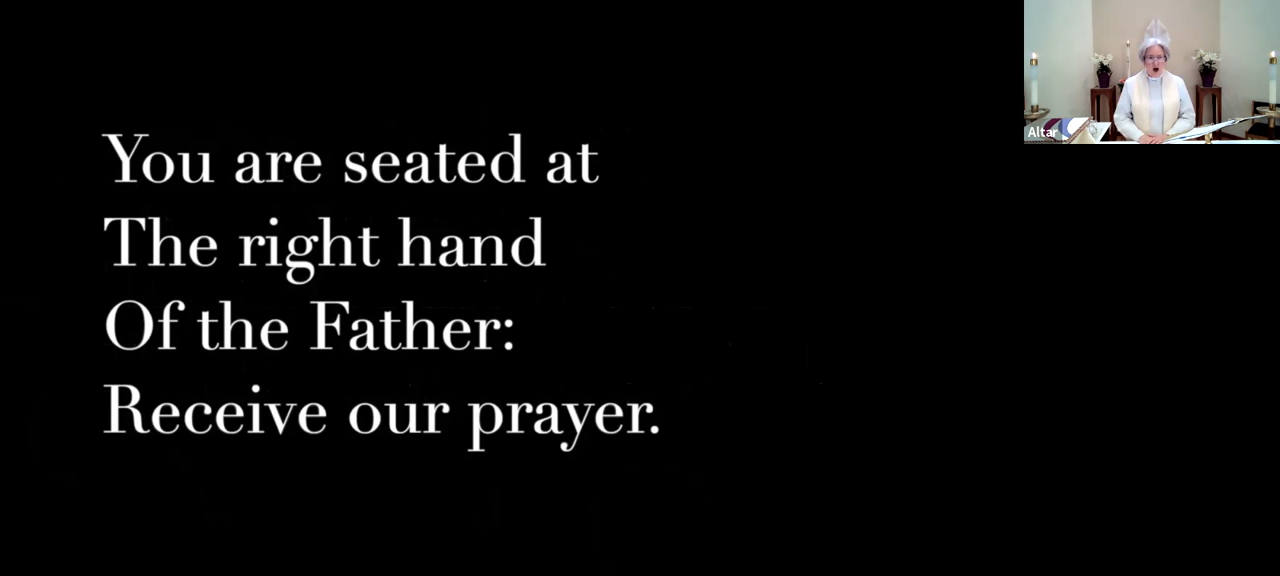 You are seated at
The right hand
Of the Father:
Receive our prayer.
Altar